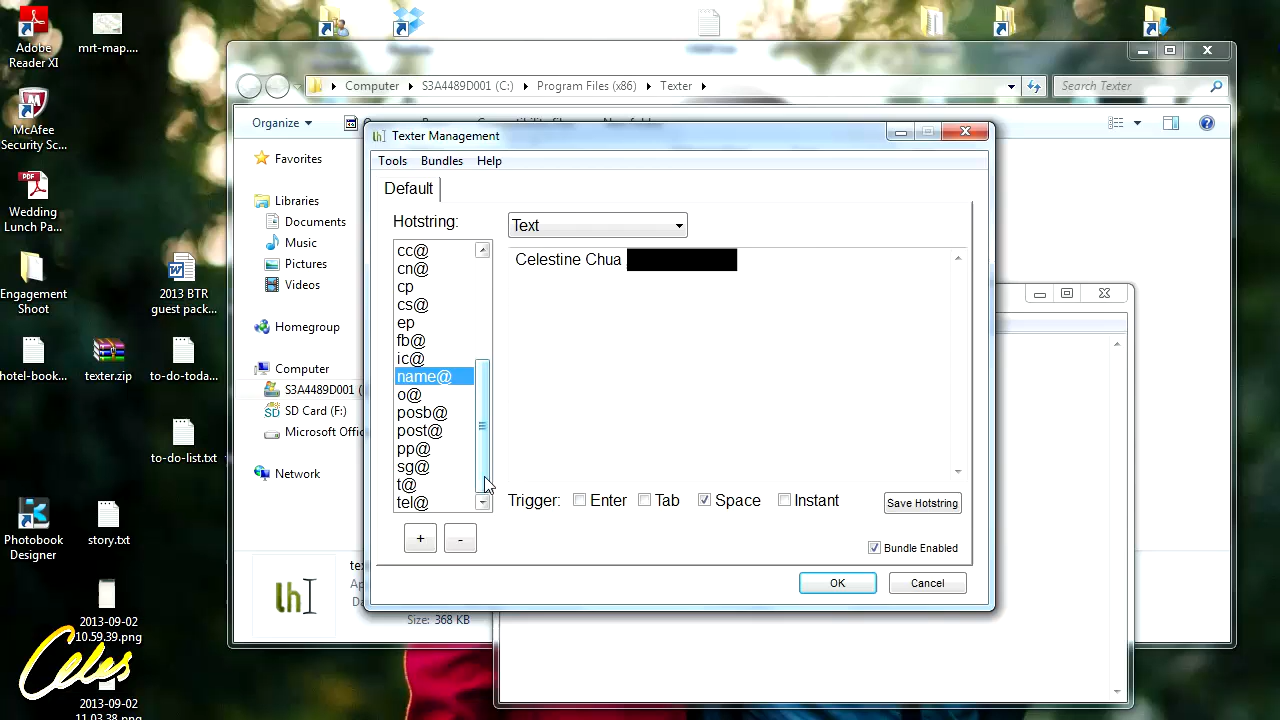 Adobe
Reader XI
mrt-map....
McAfee
Security Sc...
PDF
Wedding
Lunch Pa...
Engagement
Shoot
2013 BTR
guest pack...
hotel-book...
texter.zip
to-do-toda...
to-do-list.txt
Photobook
Designer
story.txt
2013-09-02
10.59.39.png
2013-09-02
11.03.38.png
Celes
Computer
S3A4489D001 (C:)
Program Files (x86)
Texter
Search Texter
Organize
Favorites
Libraries
Documents
Music
Pictures
Videos
Homegroup
Computer
S3A4489D001 (
SD Card (F:)
Microsoft Offic
Network
lh
Size: 368 KB
lh
Texter Management
Tools Bundles Help
Default
Hotstring:
Text
cc@
cn@
cp
cs@
ep
fb@
ic@
name@
o@
posb@
post@
pp@
sg@
t@
tel@
Celestine Chua
+ -
Trigger: Enter Tab Space Instant
Save Hotstring
Bundle Enabled
OK Cancel